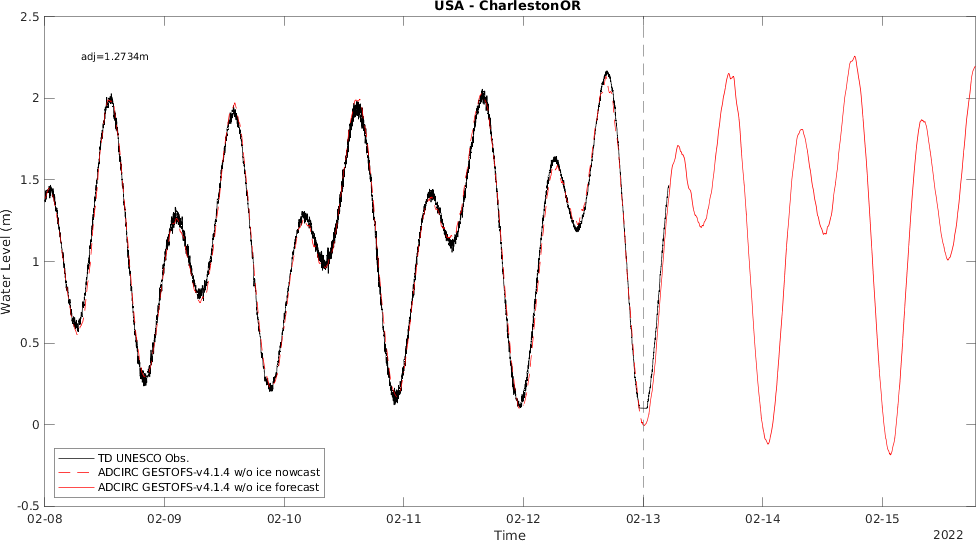 USA - CharlestonOR
2.5
adj=1.2734m
2
1.5
1
0.5
0
-0.5
Water Level (m)
TD UNESCO Obs.
ADCIRC GESTOFS-v4.1.4 w/o ice nowcast
ADCIRC GESTOFS-v4.1.4 w/o ice forecast
02-08 02-09 02-10 02-11 02-12 02-13 02-14 02-15
Time
2022